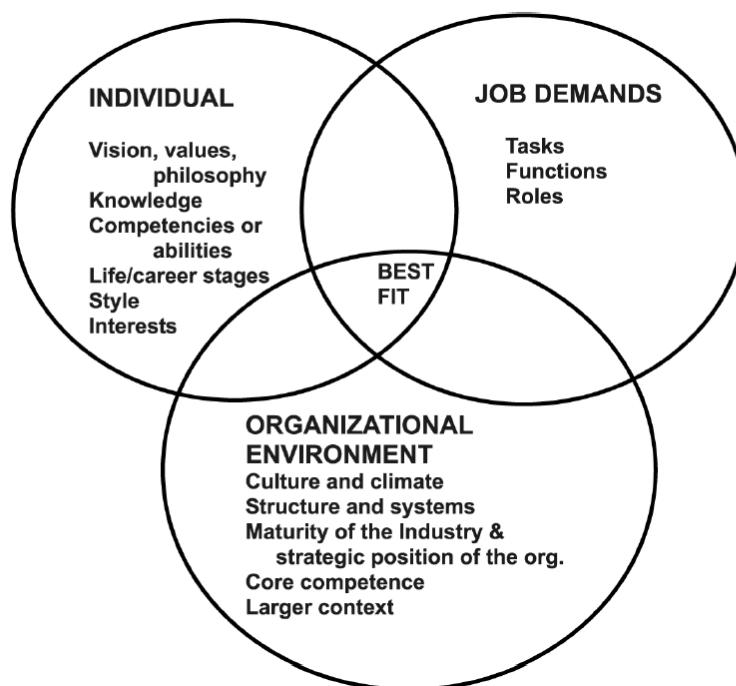 INDIVIDUAL
Vision, values,
philosophy
Knowledge
Competencies or
abilities
Life/career stages
Style
Interests
JOB DEMANDS
Tasks
Functions
Roles
BEST
FIT
ORGANIZATIONAL
ENVIRONMENT
Culture and climate
Structure and systems
Maturity of the Industry &
strategic position of the org.
Core competence
Larger context